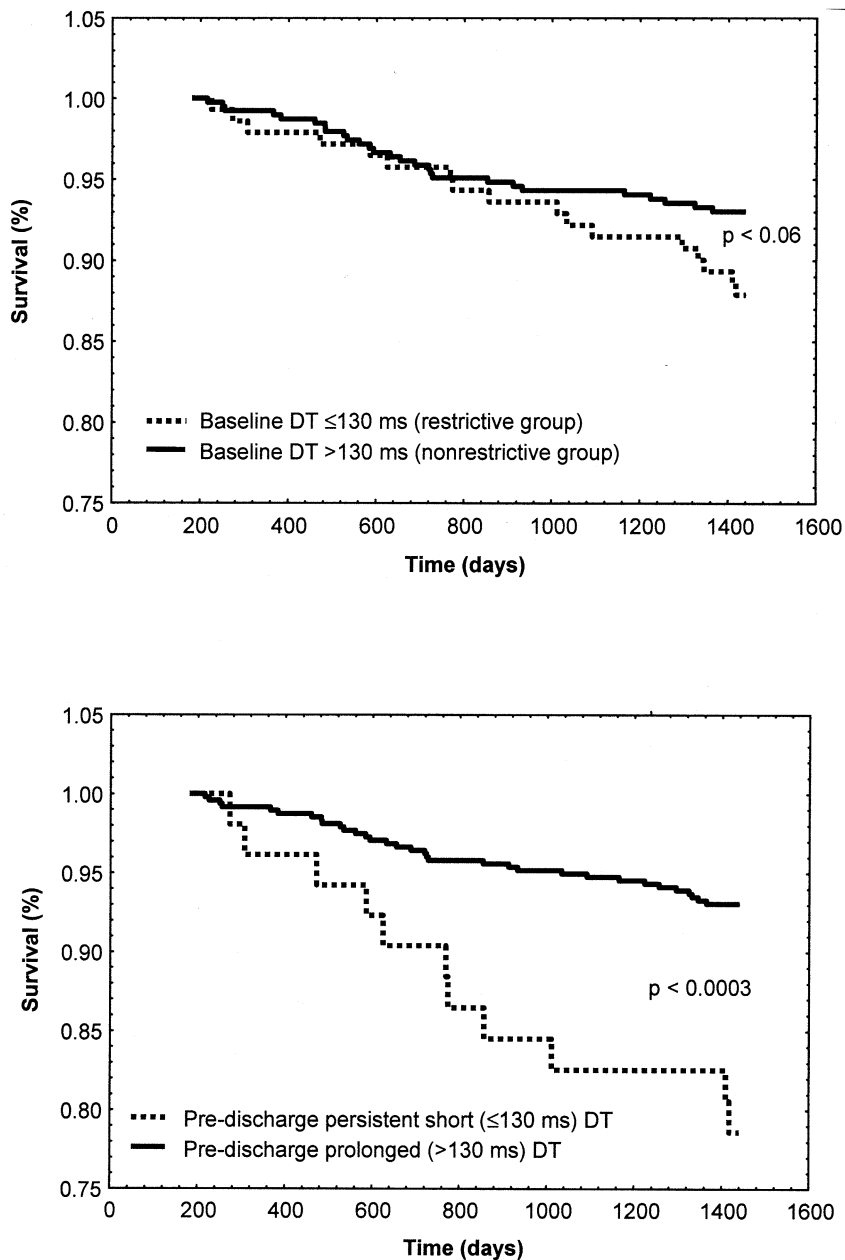 1.05
1.00
0.95
0.90
0.85
0.80
0.75
Survival (%)
p < 0.06
Baseline DT ≤130 ms (restrictive group)
Baseline DT >130 ms (nonrestrictive group)
0 200 400 600 800 1000 1200 1400 1600
Time (days)
1.05
1.00
0.95
0.90
0.85
0.80
0.75
Survival (%)
p < 0.0003
Pre-discharge persistent short (≤130 ms) DT
Pre-discharge prolonged (>130 ms) DT
0 200 400 600 800 1000 1200 1400 1600
Time (days)